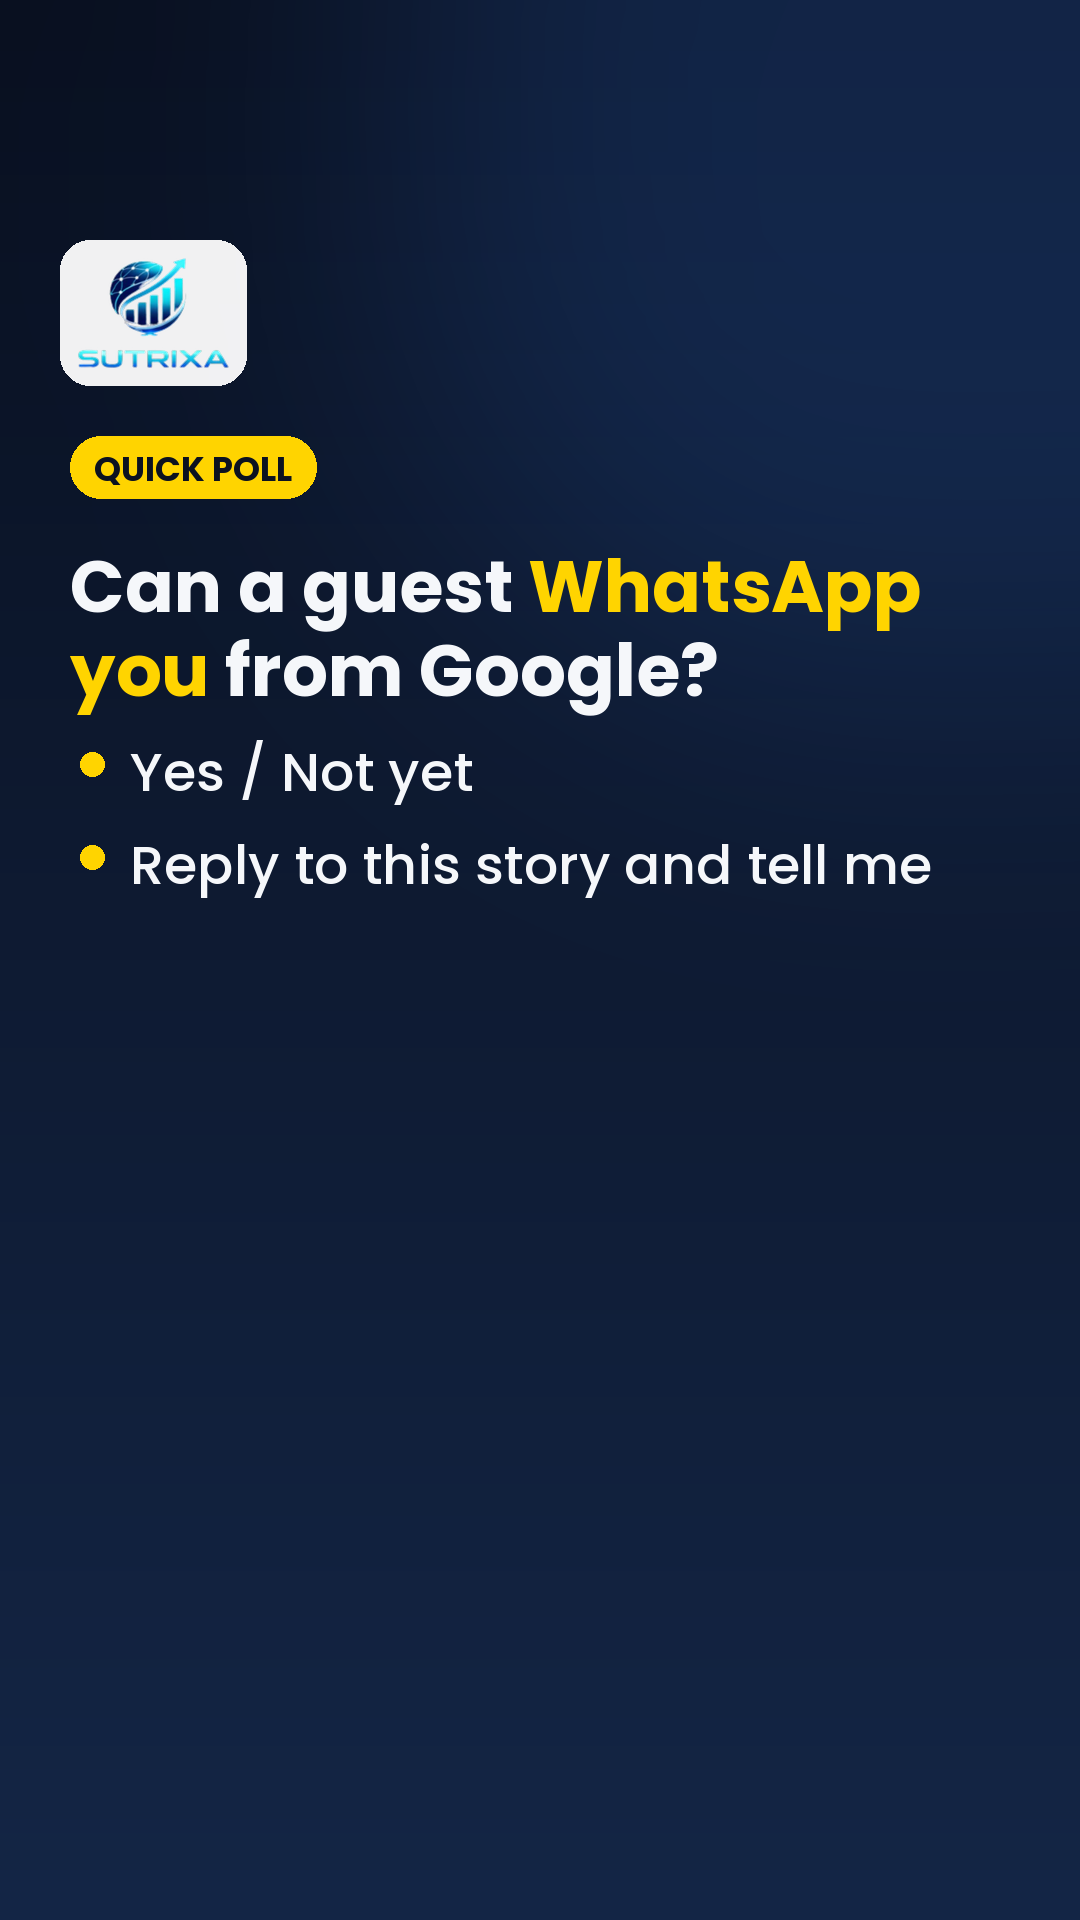 SUTRIXA
QUICK POLL
Can a guest WhatsApp
you from Google?
Yes / Not yet
Reply to this story and tell me